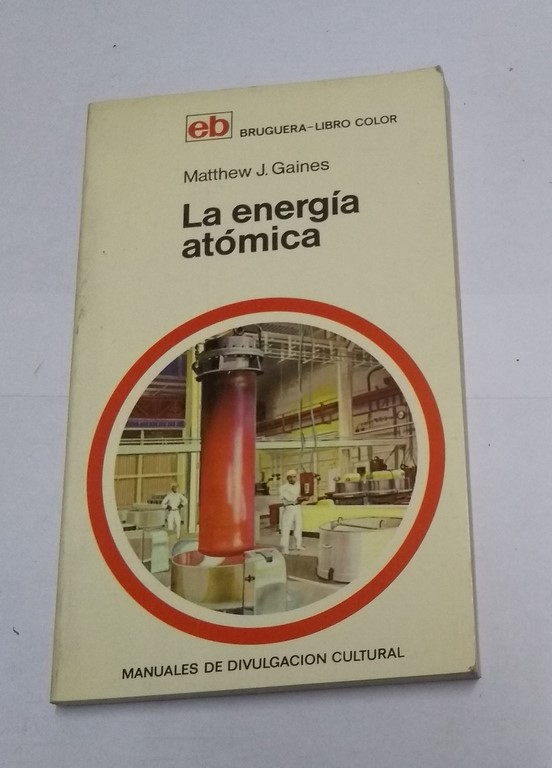 eb BRUGUERA-LIBRO COLOR
Matthew J. Gaines
La energía
atómica
MANUALES DE DIVULGACION CULTURAL